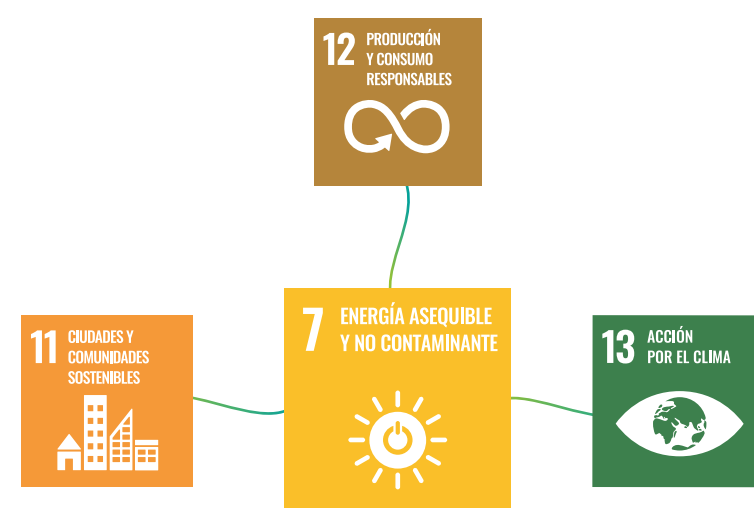 12 PRODUCCIÓN
Y CONSUMO
RESPONSABLES
7 ENERGÍA ASEQUIBLE
Y NO CONTAMINANTE
11 CIUDADES Y
COMUNIDADES
SOSTENIBLES
13 ACCIÓN
POR EL CLIMA